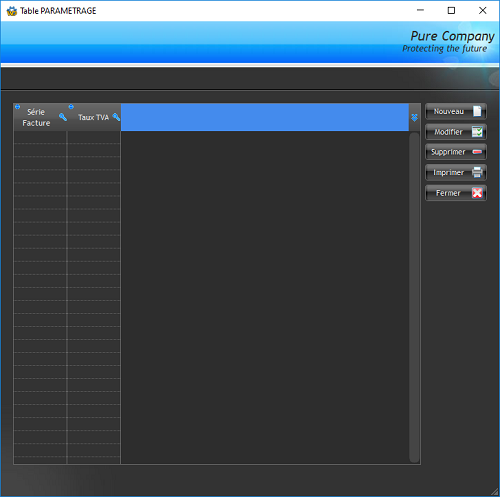 Table PARAMETRAGE
Pure Company
Protecting the future
Série
Facture
Taux TVA
Nouveau
Modifier
Supprimer
Imprimer
Fermer